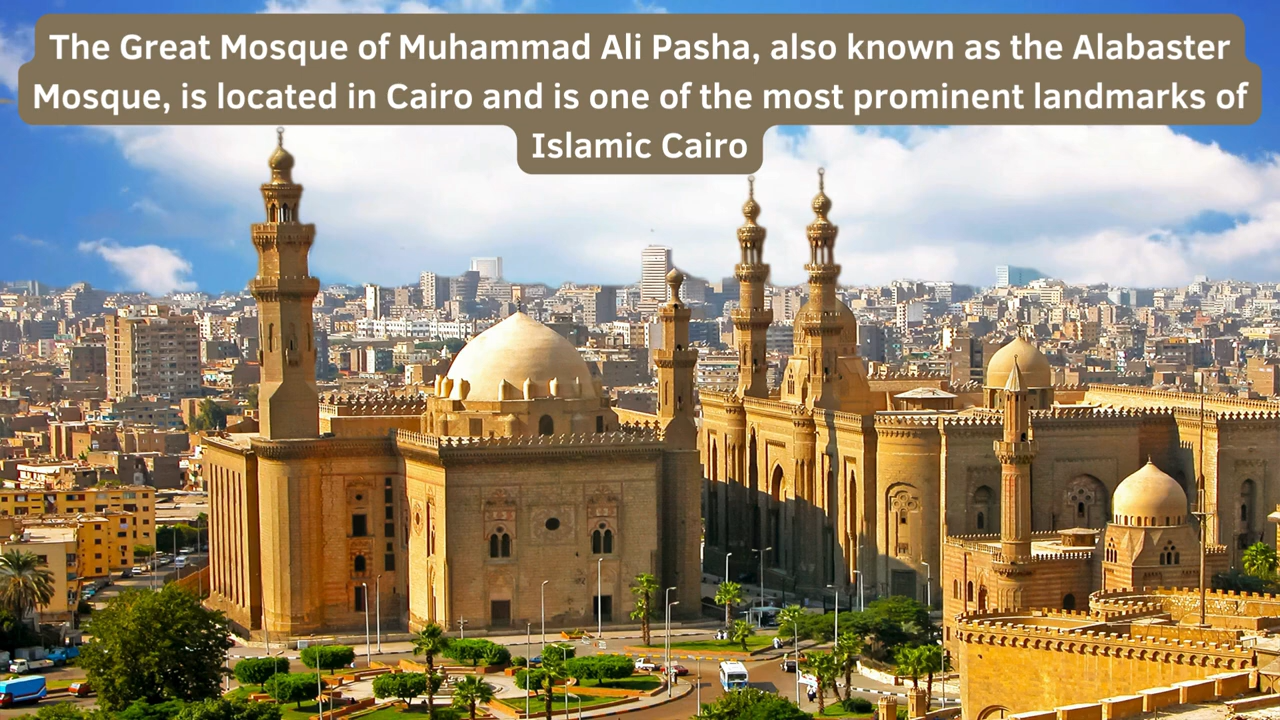 The Great Mosque of Muhammad Ali Pasha, also known as the Alabaster
Mosque, is located in Cairo and is one of the most prominent landmarks of
Islamic Cairo